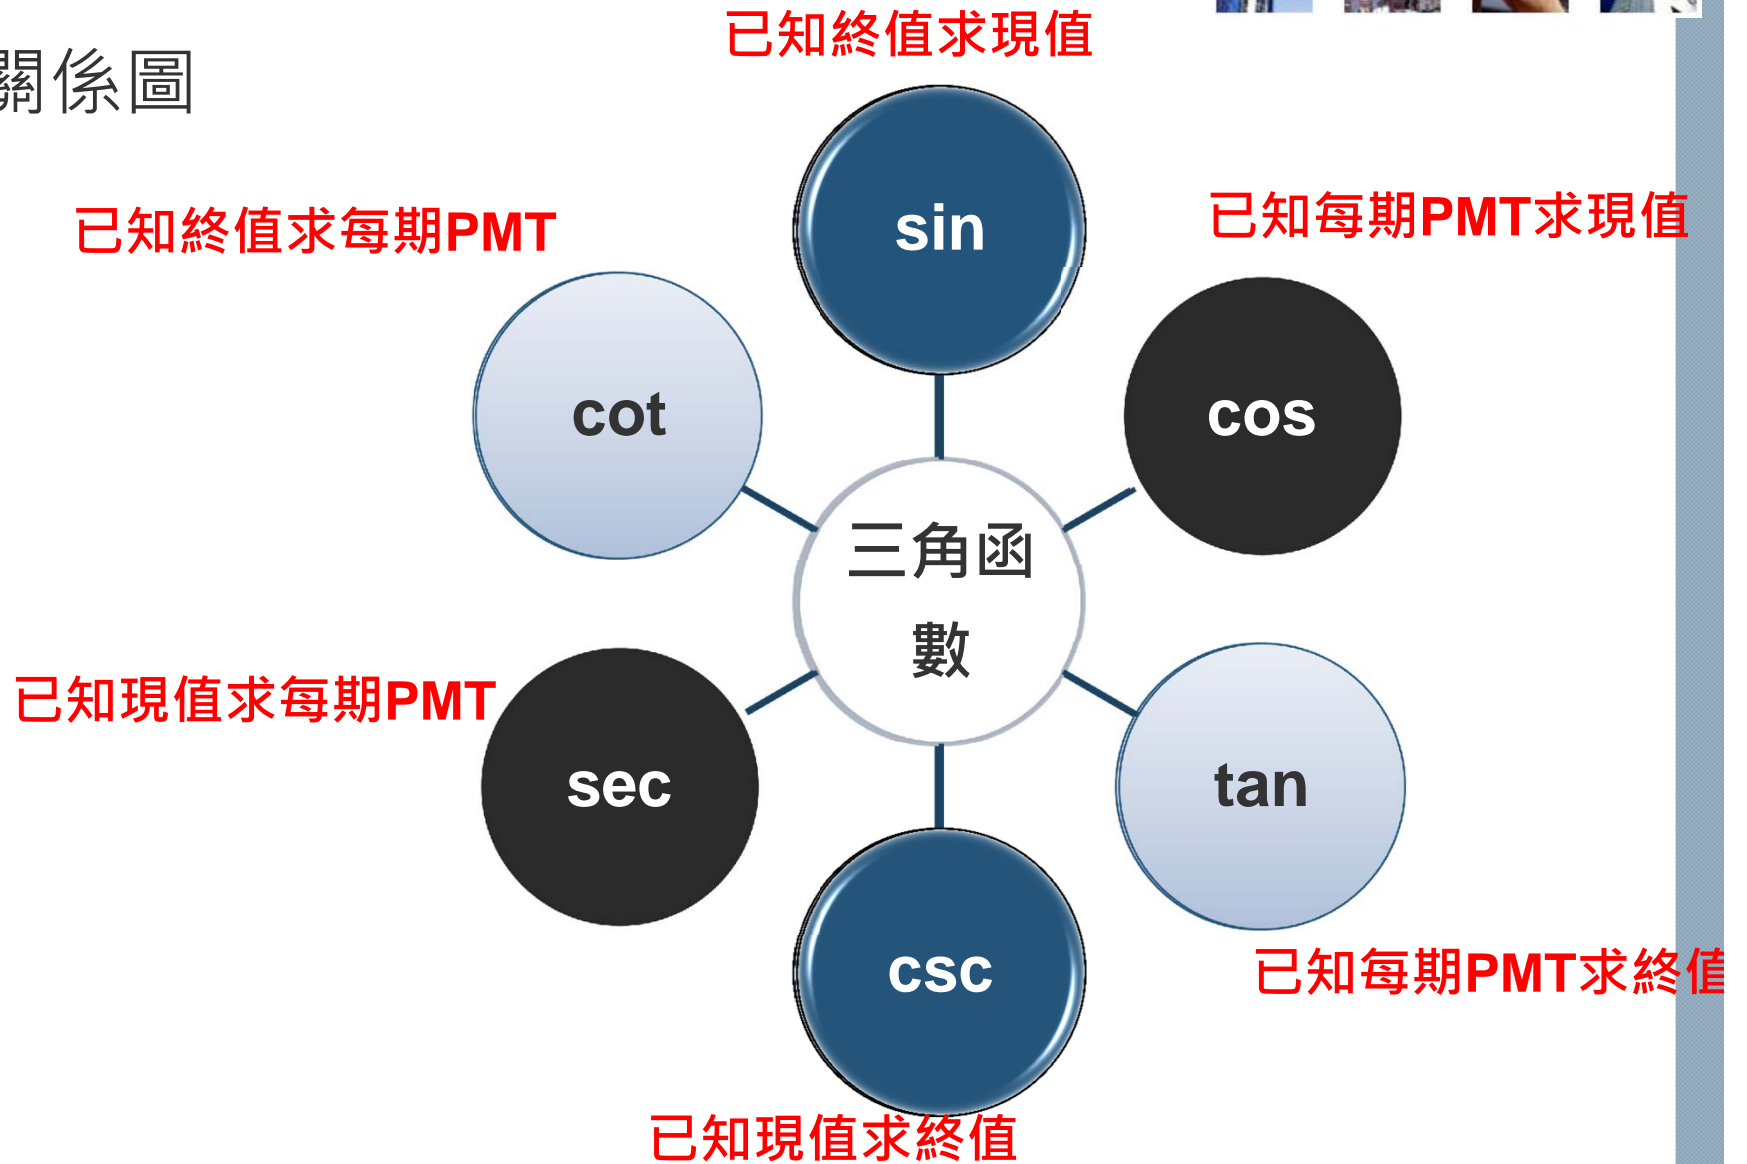 已知終值求現值
關係圖
已知終值求每期PMT
sin
已知每期PMT求現值
cot
cos
三角函
數
已知現值求每期PMT
sec
tan
csc
已知每期PMT求終值
已知現值求終值